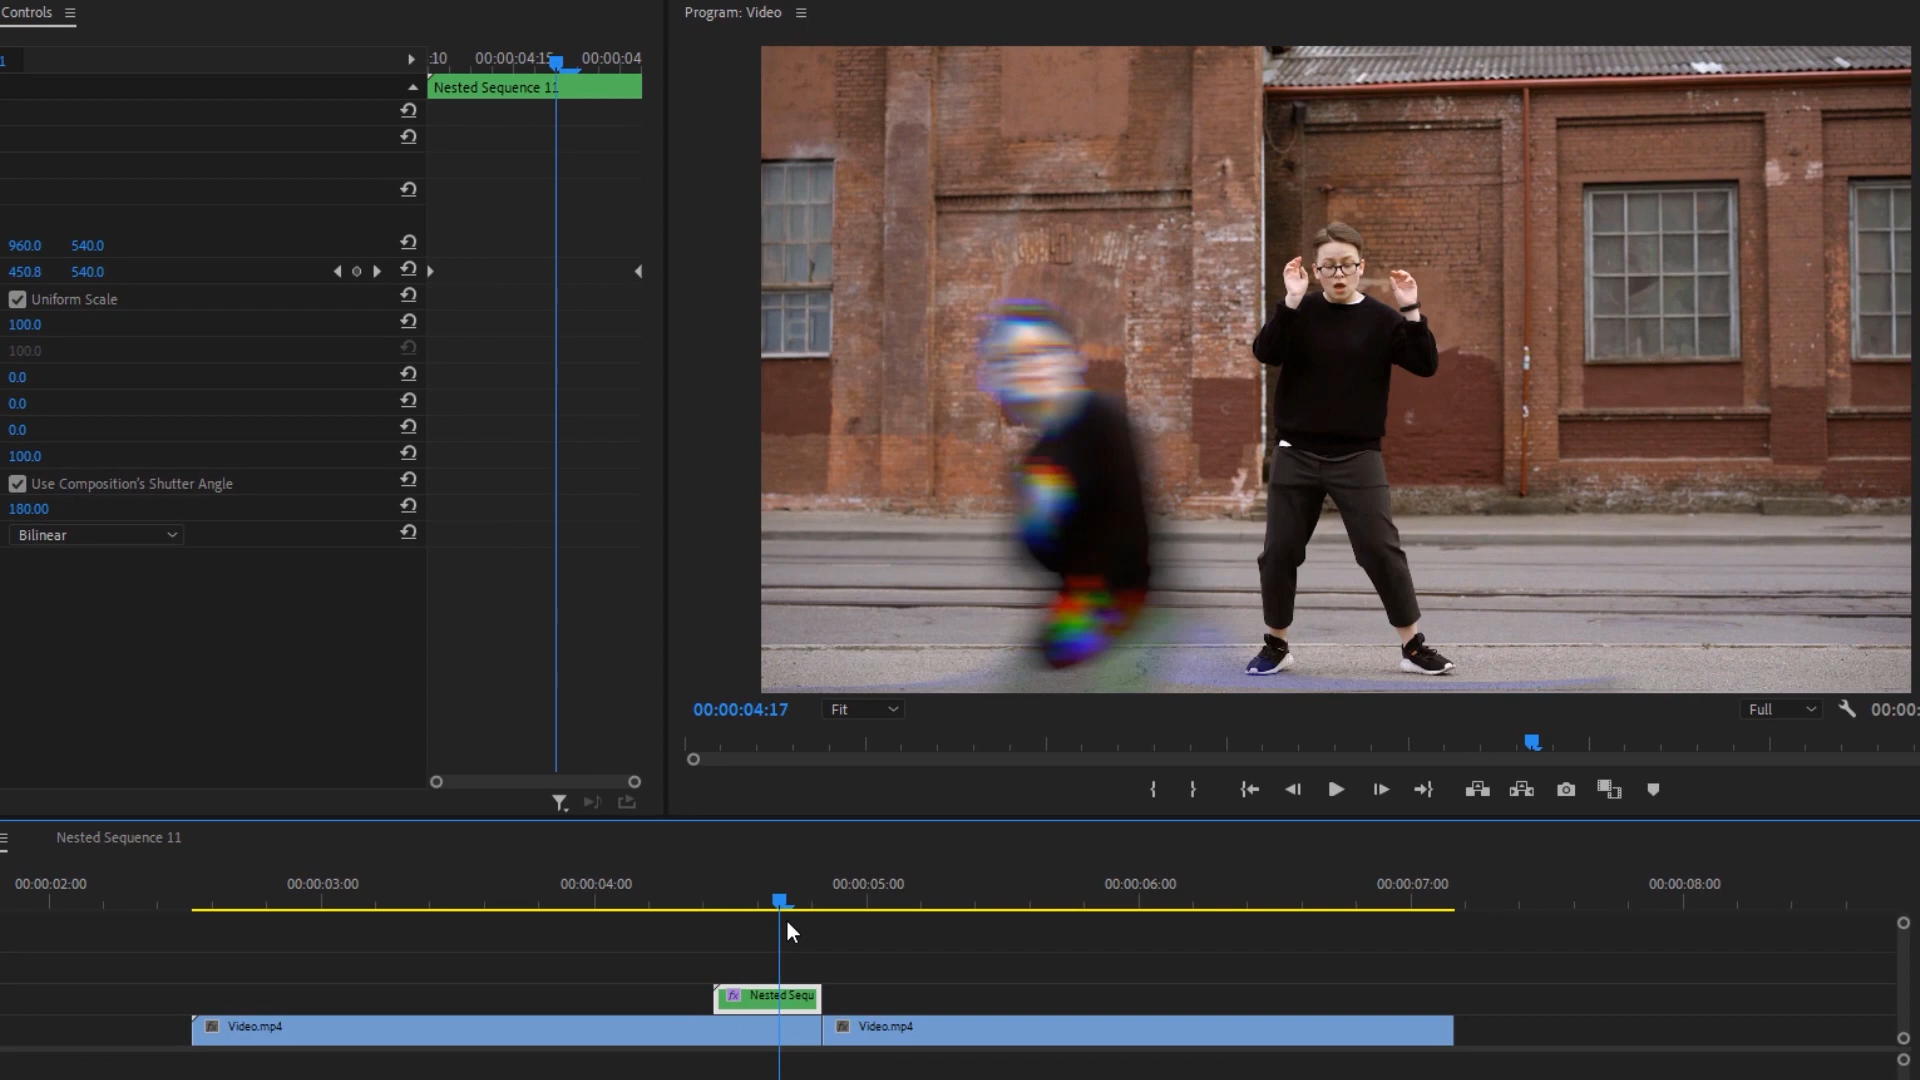 Controls
Program: Video
1
:10 00:00:04:15 00:00:04
Nested Sequence 11
960.0 540.0
450.8 540.0
Uniform Scale
100.0
100.0
0.0
0.0
0.0
100.0
Use Composition's Shutter Angle
180.00
Bilinear
00:00:04:17 Fit Full 00:00:
Nested Sequence 11
00:00:02:00 00:00:03:00 00:00:04:00 00:00:05:00 00:00:06:00 00:00:07:00 00:00:08:00
fx Nested Sequ
fx Video.mp4 fx Video.mp4